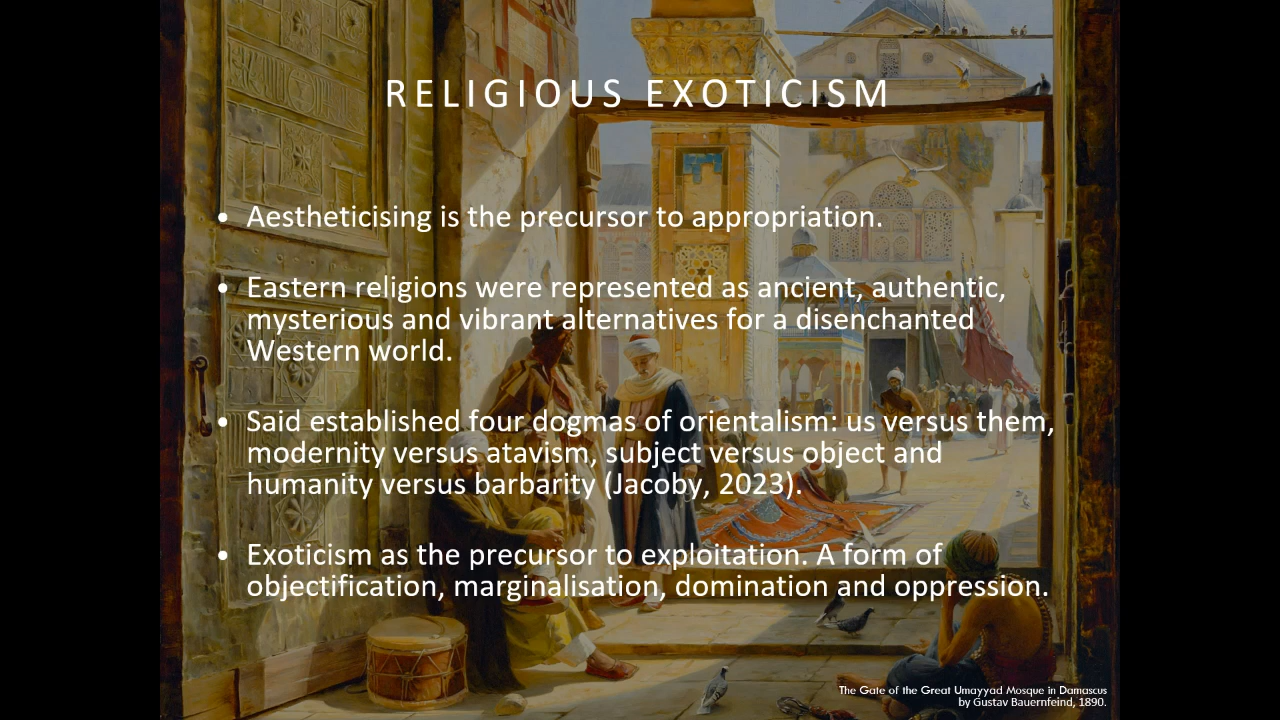 RELIGIOUS EXOTICISM
• Aestheticising is the precursor to appropriation.
• Eastern religions were represented as ancient, authentic,
mysterious and vibrant alternatives for a disenchanted
Western world.
• Said established four dogmas of orientalism: us versus them,
modernity versus atavism, subject versus object and
humanity versus barbarity (Jacoby, 2023).
• Exoticism as the precursor to exploitation. A form of
objectification, marginalisation, domination and oppression.
The Gate of the Great Umayyad Mosque in Damascus
by Gustav Bauernfeind, 1890.